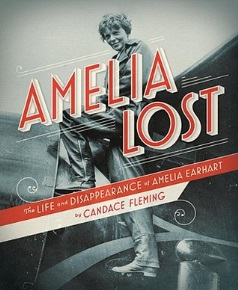 AMELIA
LOST
The LIFE and DISAPPEARANCE of AMELIA EARHART
by CANDACE FLEMING